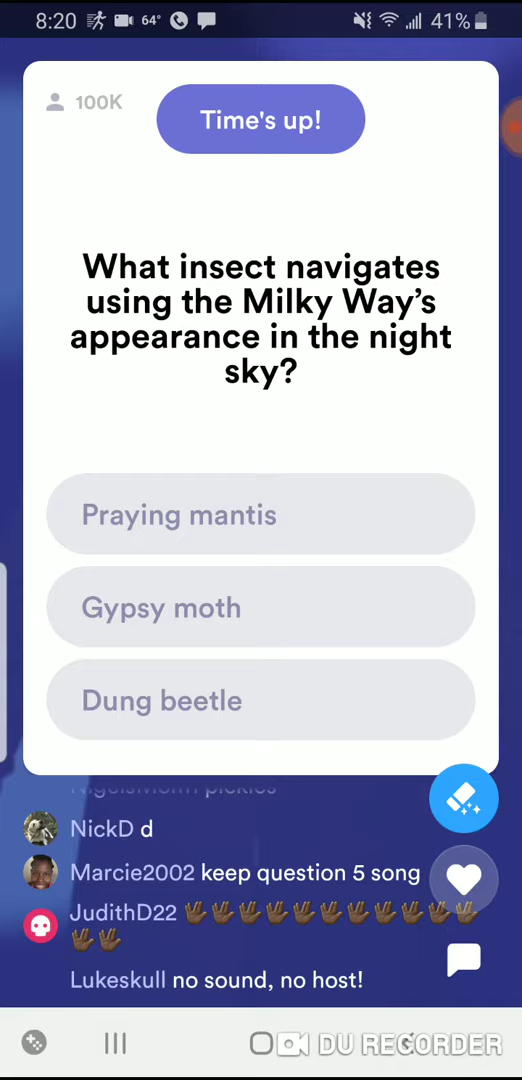 8:20 64° 41%
100K
Time's up!
What insect navigates
using the Milky Way's
appearance in the night
sky?
Praying mantis
Gypsy moth
Dung beetle
NickD d
Marcie2002 keep question 5 song
JudithD22
Lukeskull no sound, no host!
DU RECORDER